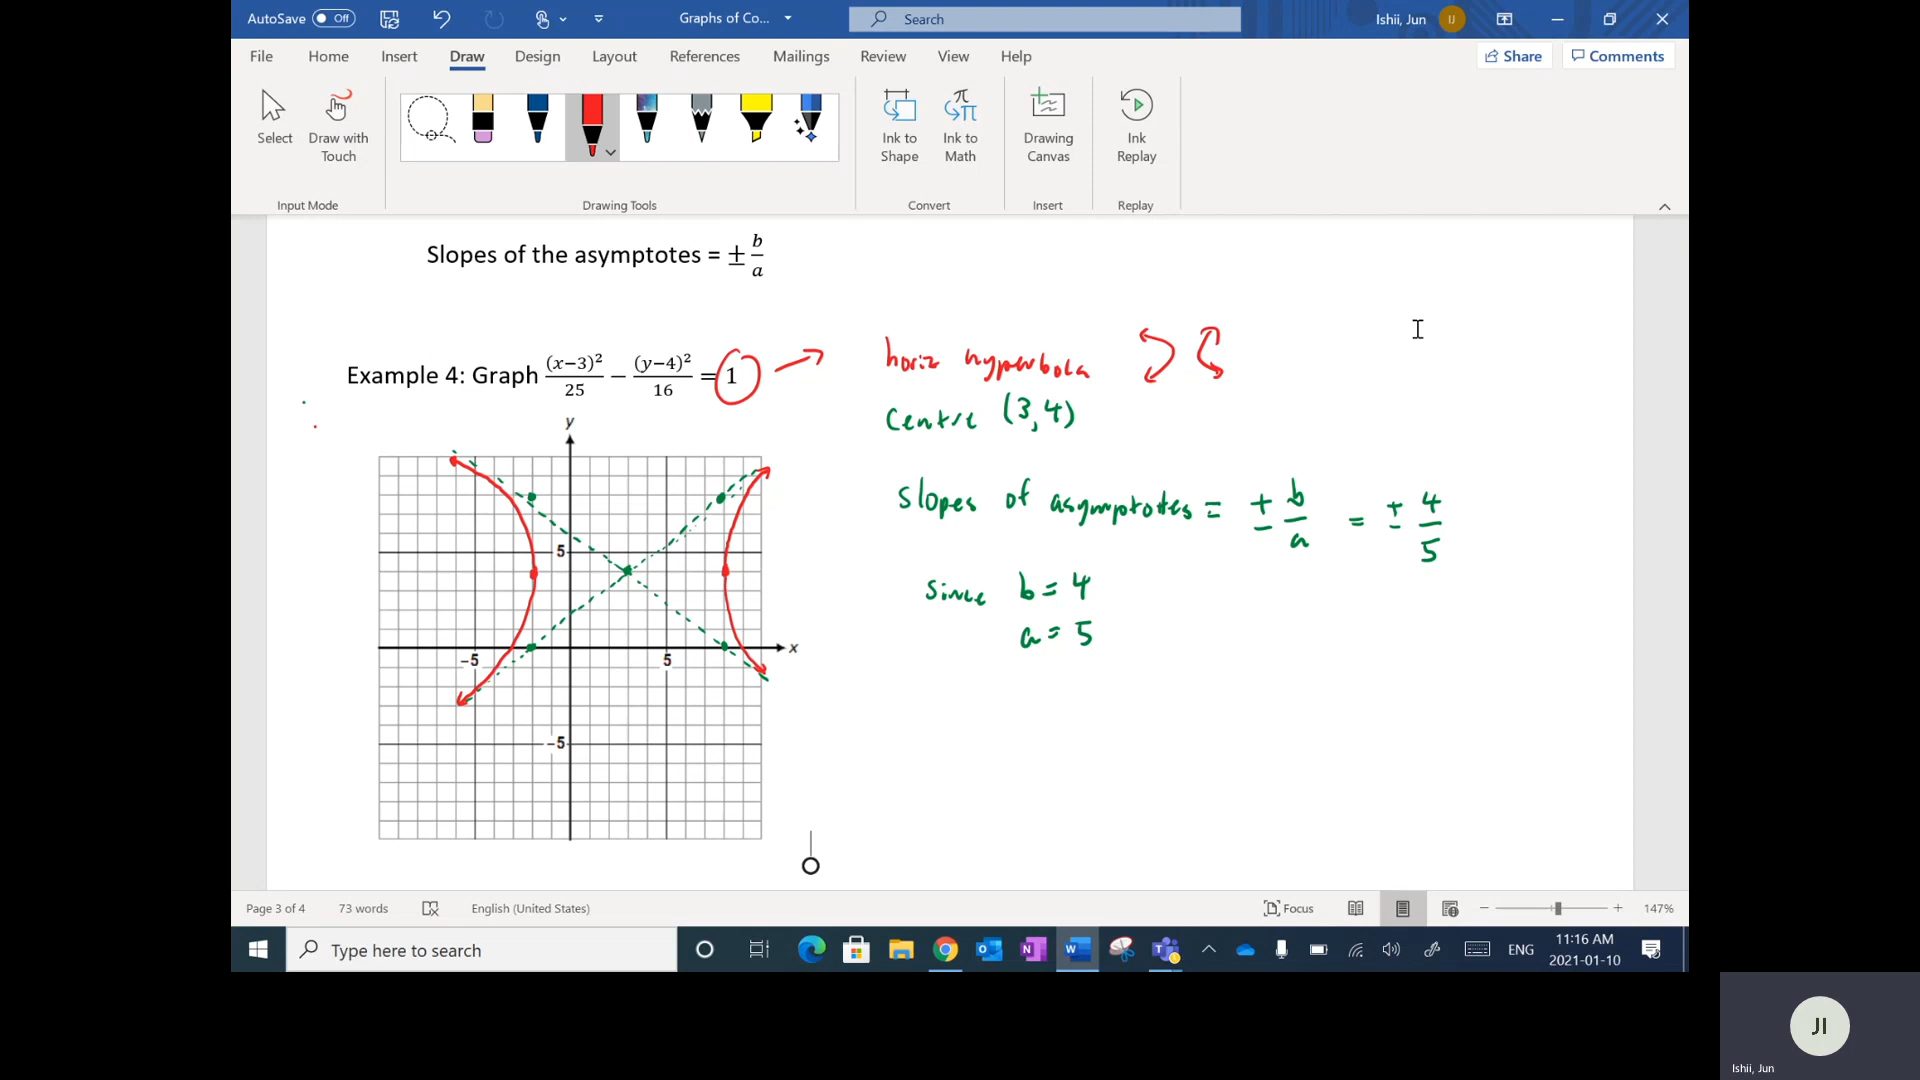 AutoSave Off Graphs of Co... Search Ishii, Jun IJ
File Home Insert Draw Design Layout References Mailings Review View Help Share Comments
Select Draw with Touch Ink to Shape Ink to Math Drawing Canvas Ink Replay
Input Mode Drawing Tools Convert Insert Replay
Slopes of the asymptotes = ± b/a
Example 4: Graph (x−3)²/25 − (y−4)²/16 = 1
horiz hyperbola
Centre (3,4)
y
slopes of asymptotes = ± b/a = ± 4/5
5
since b = 4
a = 5
−5 5 x
−5
Page 3 of 4 73 words English (United States) Focus 147%
Type here to search ENG 11:16 AM
2021-01-10
JI
Ishii, Jun